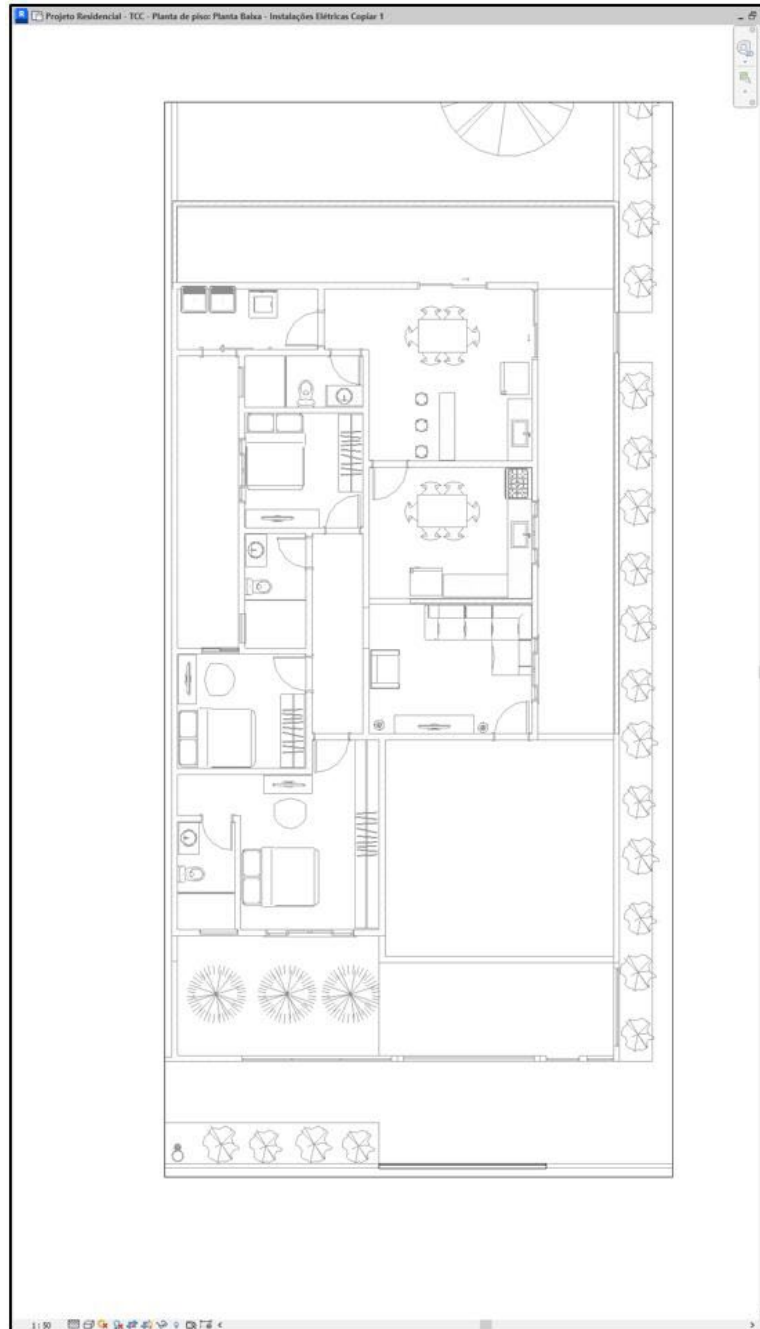 R
Projeto Residencial - TCC - Planta de piso: Planta Baixa - Instalações Elétricas Copiar 1
1 : 50